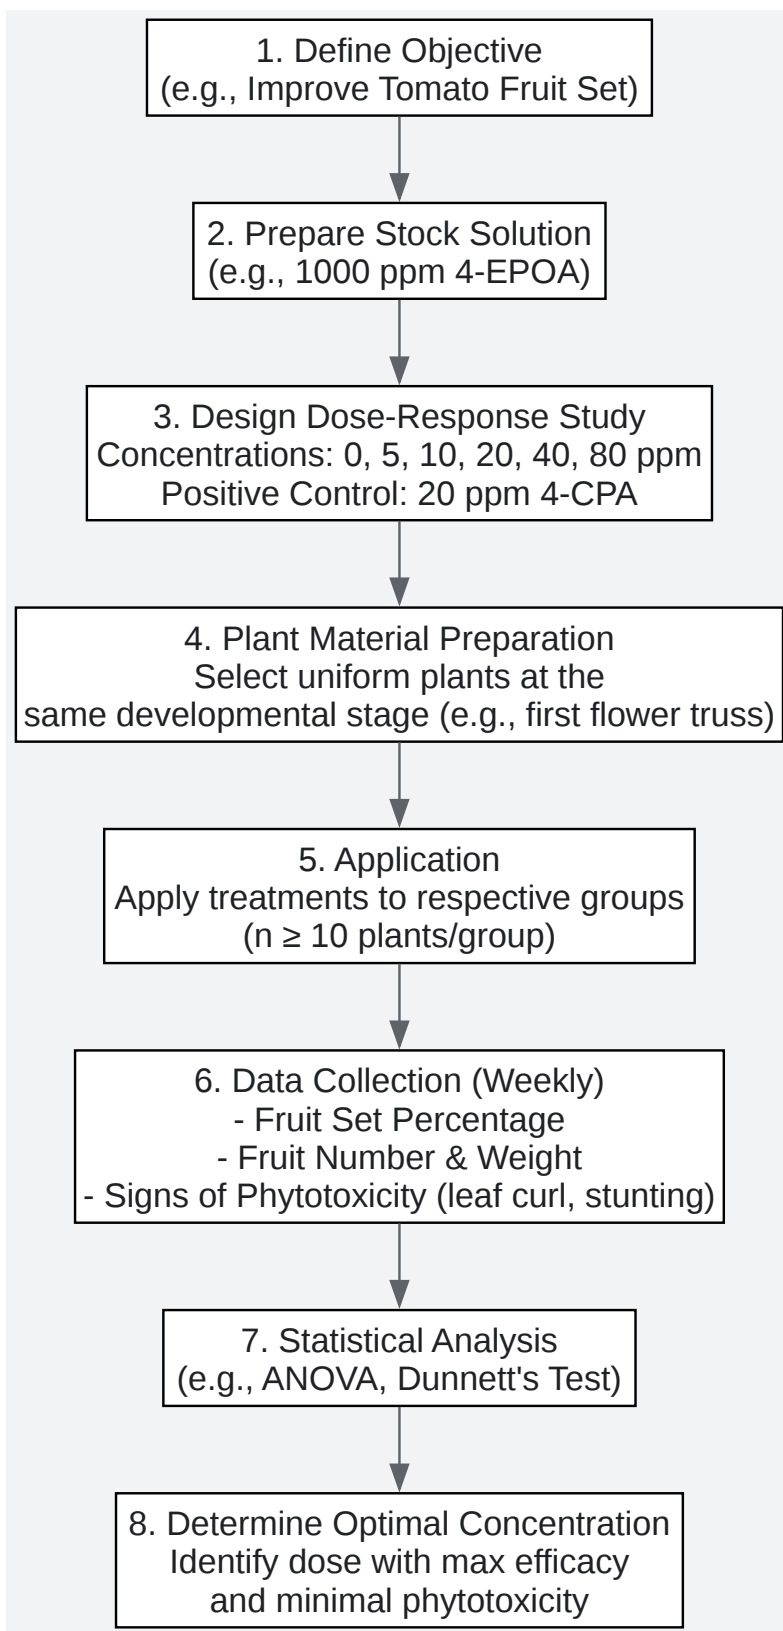 1. Define Objective
(e.g., Improve Tomato Fruit Set)
2. Prepare Stock Solution
(e.g., 1000 ppm 4-EPOA)
3. Design Dose-Response Study
Concentrations: 0, 5, 10, 20, 40, 80 ppm
Positive Control: 20 ppm 4-CPA
4. Plant Material Preparation
Select uniform plants at the
same developmental stage (e.g., first flower truss)
5. Application
Apply treatments to respective groups
(n ≥ 10 plants/group)
6. Data Collection (Weekly)
- Fruit Set Percentage
- Fruit Number & Weight
- Signs of Phytotoxicity (leaf curl, stunting)
7. Statistical Analysis
(e.g., ANOVA, Dunnett's Test)
8. Determine Optimal Concentration
Identify dose with max efficacy
and minimal phytotoxicity